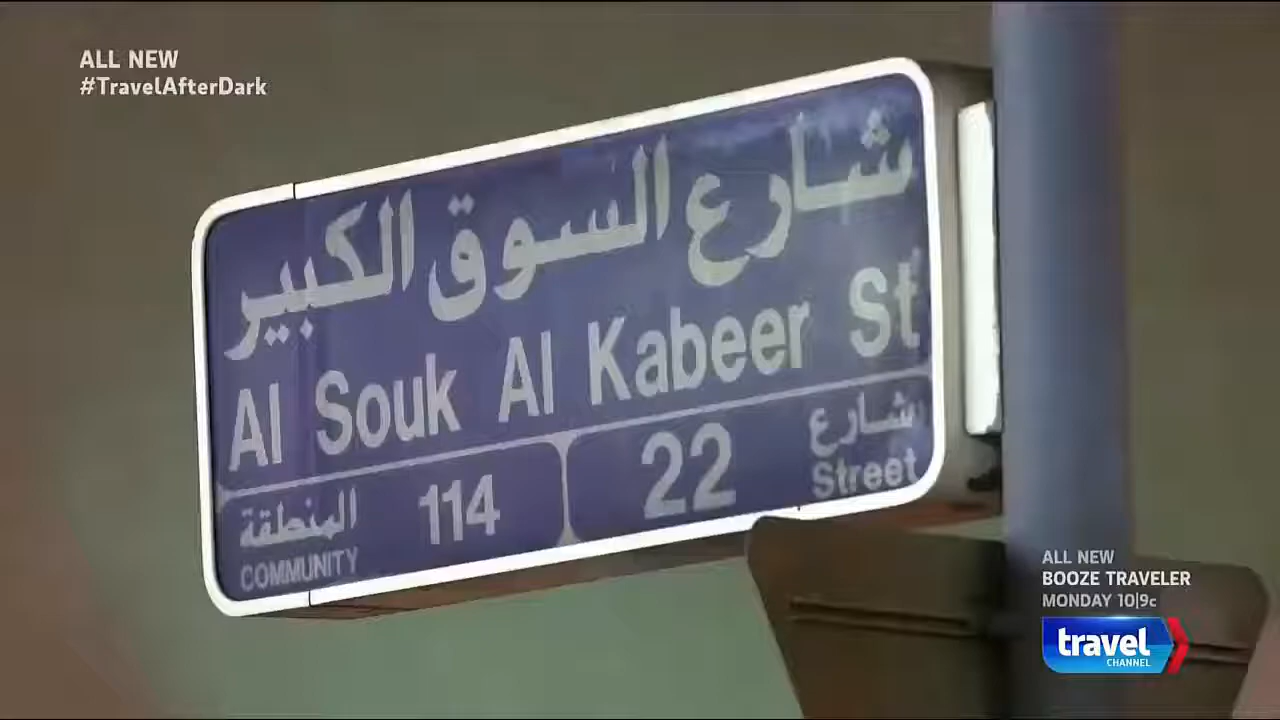 ALL NEW
#TravelAfterDark
شارع السوق الكبير
Al Souk Al Kabeer St
المنطقة
COMMUNITY
114
22
شارع
Street
ALL NEW
BOOZE TRAVELER
MONDAY 10|9c
travel
CHANNEL